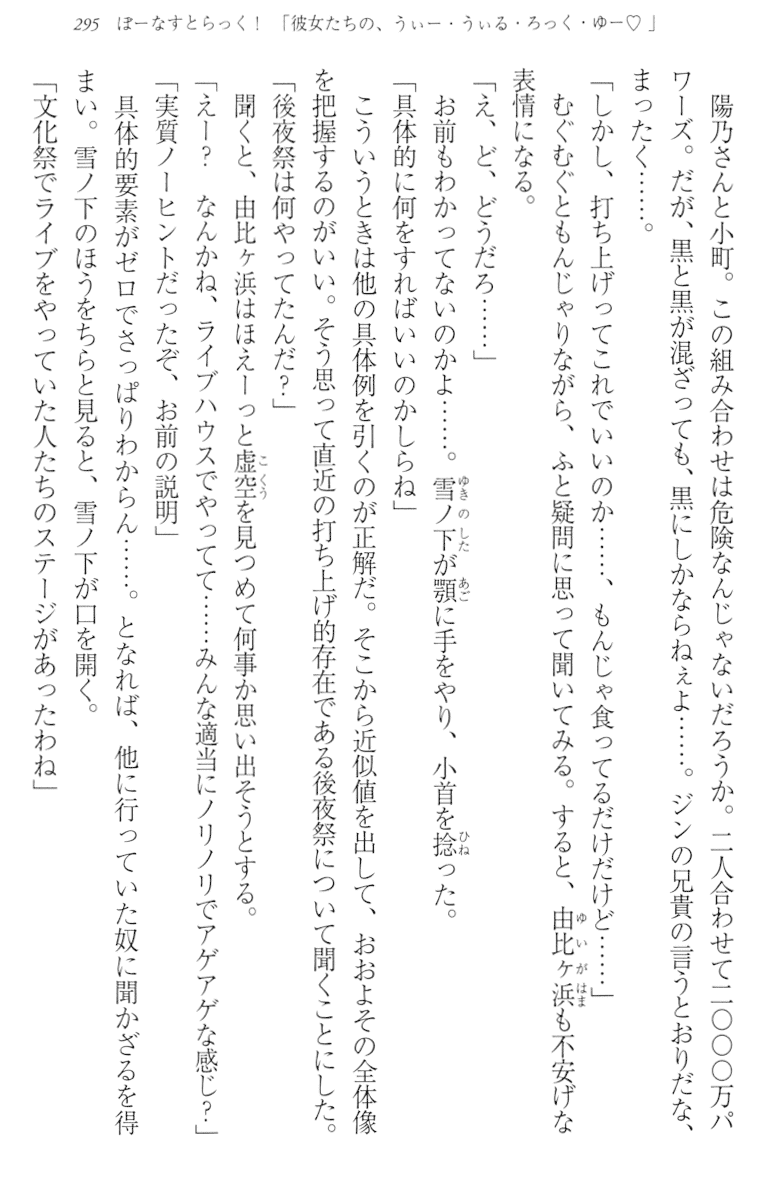 295　ぼーなすとらっく！　「彼女たちの、うぃー・うぃる・ろっく・ゆー♡」
　陽乃さんと小町。この組み合わせは危険なんじゃないだろうか。二人合わせて二〇〇〇万パ
ワーズ。だが、黒と黒が混ざっても、黒にしかならねぇよ……。ジンの兄貴の言うとおりだな、
まったく……。
「しかし、打ち上げってこれでいいのか……、もんじゃ食ってるだけだけど……」
　むぐむぐともんじゃりながら、ふと疑問に思って聞いてみる。すると、由比ヶ浜も不安げな
表情になる。
「え、ど、どうだろ……」
　お前もわかってないのかよ……。雪ノ下が顎に手をやり、小首を捻った。
「具体的に何をすればいいのかしらね」
　こういうときは他の具体例を引くのが正解だ。そこから近似値を出して、おおよその全体像
を把握するのがいい。そう思って直近の打ち上げ的存在である後夜祭について聞くことにした。
「後夜祭は何やってたんだ？」
　聞くと、由比ヶ浜はほえーっと虚空を見つめて何事か思い出そうとする。
「えー？　なんかね、ライブハウスでやってて……みんな適当にノリノリでアゲアゲな感じ？」
「実質ノーヒントだったぞ、お前の説明」
　具体的要素がゼロでさっぱりわからん……。となれば、他に行っていた奴に聞かざるを得
まい。雪ノ下のほうをちらと見ると、雪ノ下が口を開く。
「文化祭でライブをやっていた人たちのステージがあったわね」